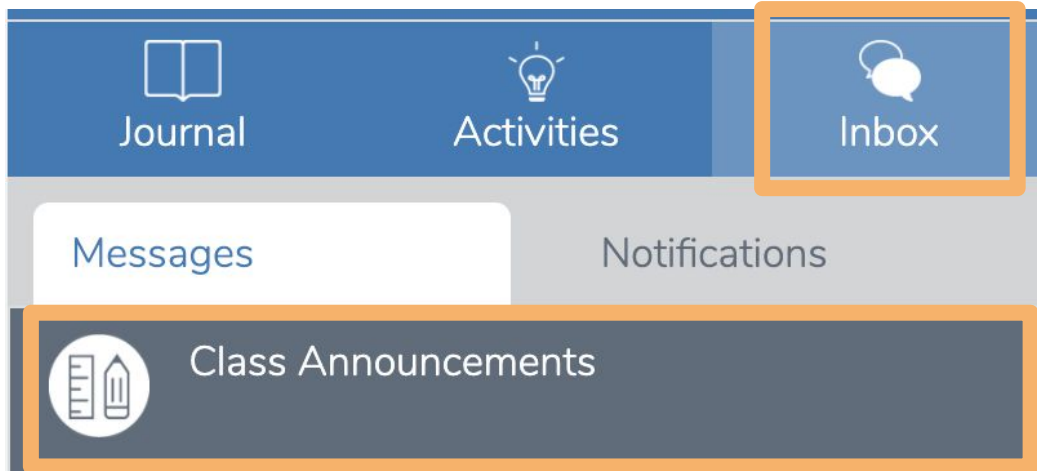 Journal Activities Inbox
Messages Notifications
Class Announcements